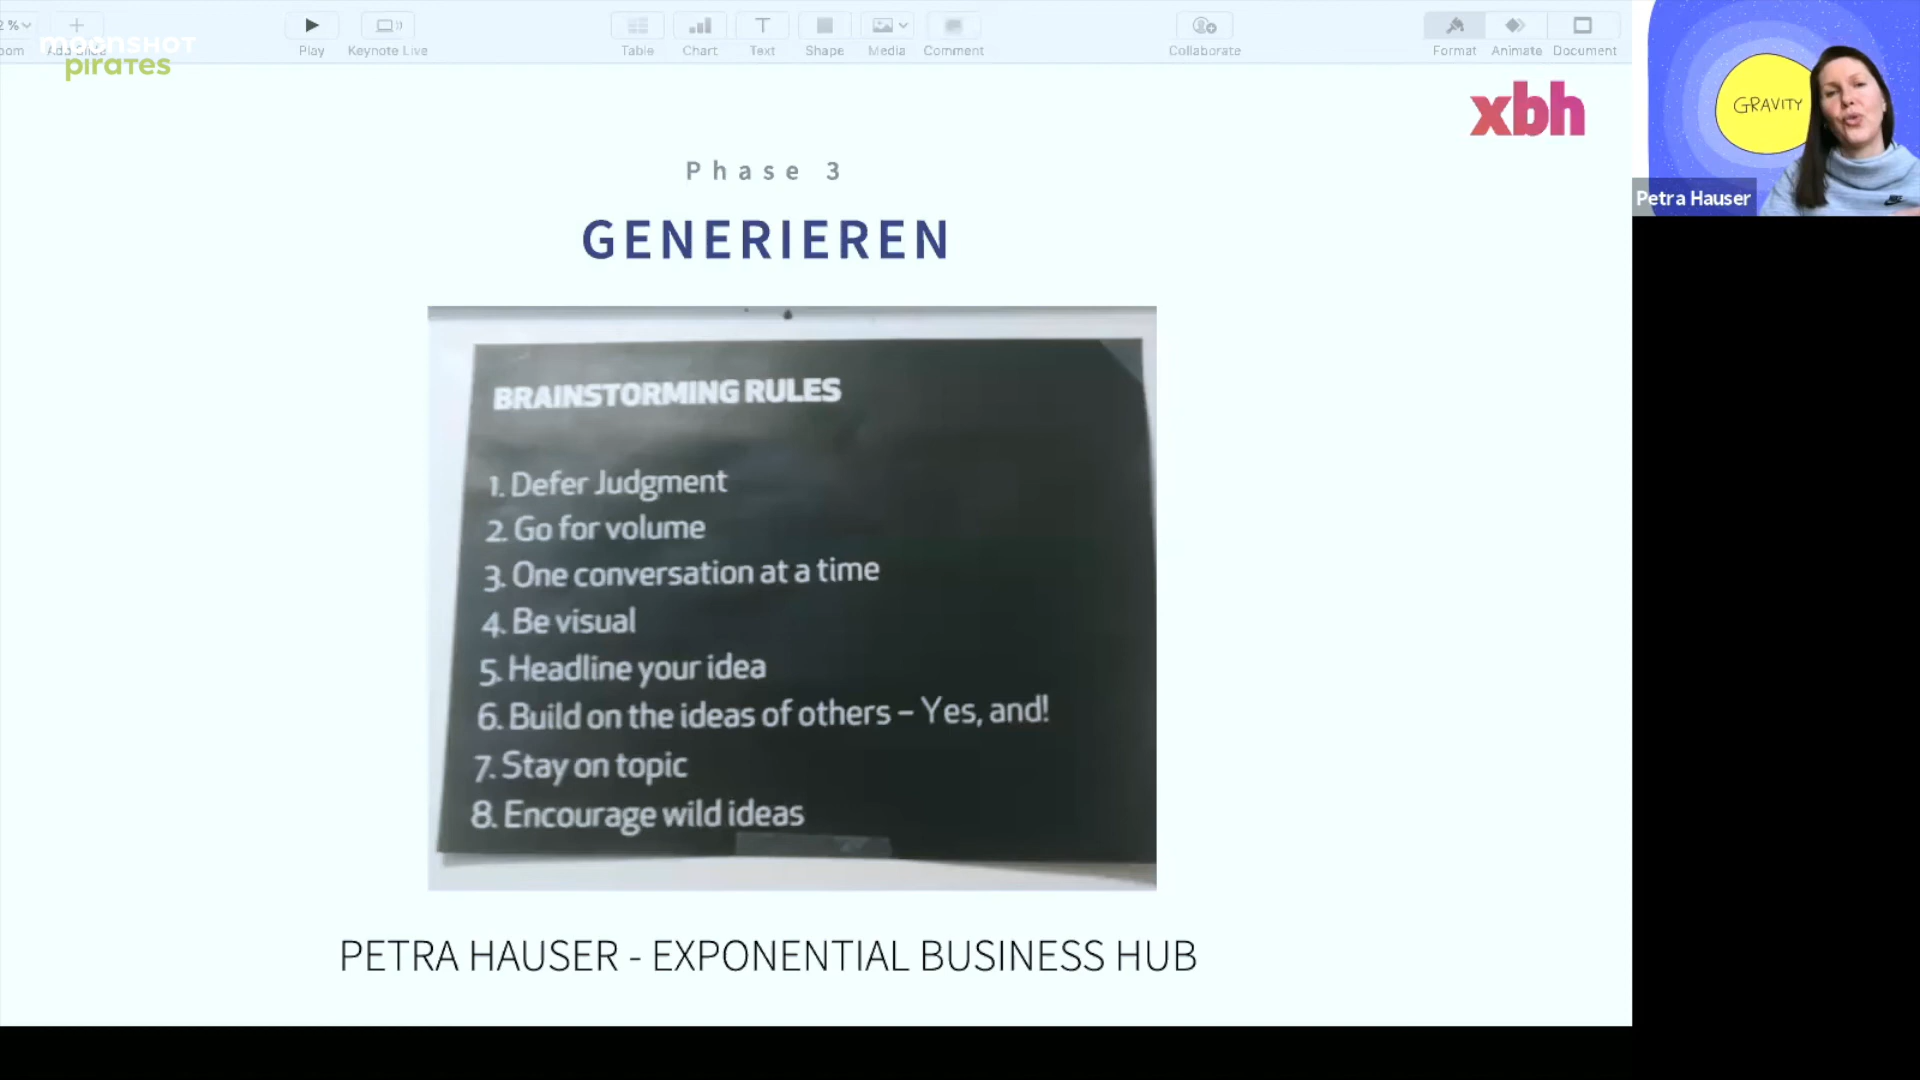 Play
Keynote Live
Table
Chart
Text
Shape
Media
Comment
Collaborate
Format
Animate
Document
moonshot
pirates
xbh
GRAVITY
Petra Hauser
Phase 3
GENERIEREN
BRAINSTORMING RULES
1. Defer Judgment
2. Go for volume
3. One conversation at a time
4. Be visual
5. Headline your idea
6. Build on the ideas of others – Yes, and!
7. Stay on topic
8. Encourage wild ideas
PETRA HAUSER - EXPONENTIAL BUSINESS HUB